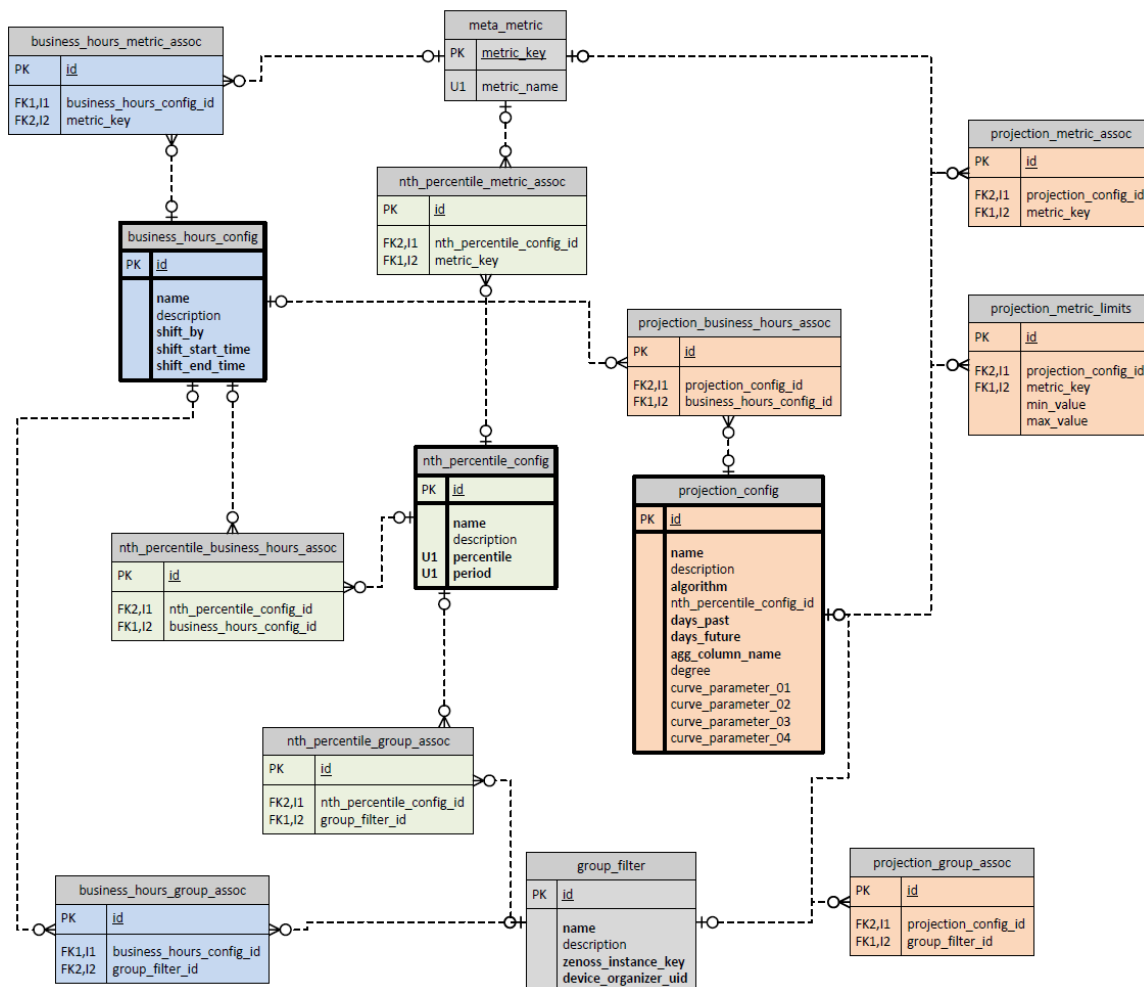 business_hours_metric_assoc
PK id
FK1,I1 business_hours_config_id
FK2,I2 metric_key
meta_metric
PK metric_key
U1 metric_name
projection_metric_assoc
PK id
FK2,I1 projection_config_id
FK1,I2 metric_key
nth_percentile_metric_assoc
PK id
FK2,I1 nth_percentile_config_id
FK1,I2 metric_key
business_hours_config
PK id
name
description
shift_by
shift_start_time
shift_end_time
projection_business_hours_assoc
PK id
FK2,I1 projection_config_id
FK1,I2 business_hours_config_id
projection_metric_limits
PK id
FK2,I1 projection_config_id
FK1,I2 metric_key
min_value
max_value
nth_percentile_config
PK id
name
description
U1 percentile
U1 period
projection_config
PK id
name
description
algorithm
nth_percentile_config_id
days_past
days_future
agg_column_name
degree
curve_parameter_01
curve_parameter_02
curve_parameter_03
curve_parameter_04
nth_percentile_business_hours_assoc
PK id
FK2,I1 nth_percentile_config_id
FK1,I2 business_hours_config_id
nth_percentile_group_assoc
PK id
FK2,I1 nth_percentile_config_id
FK1,I2 group_filter_id
business_hours_group_assoc
PK id
FK1,I1 business_hours_config_id
FK2,I2 group_filter_id
group_filter
PK id
name
description
zenoss_instance_key
device_organizer_uid
projection_group_assoc
PK id
FK2,I1 projection_config_id
FK1,I2 group_filter_id